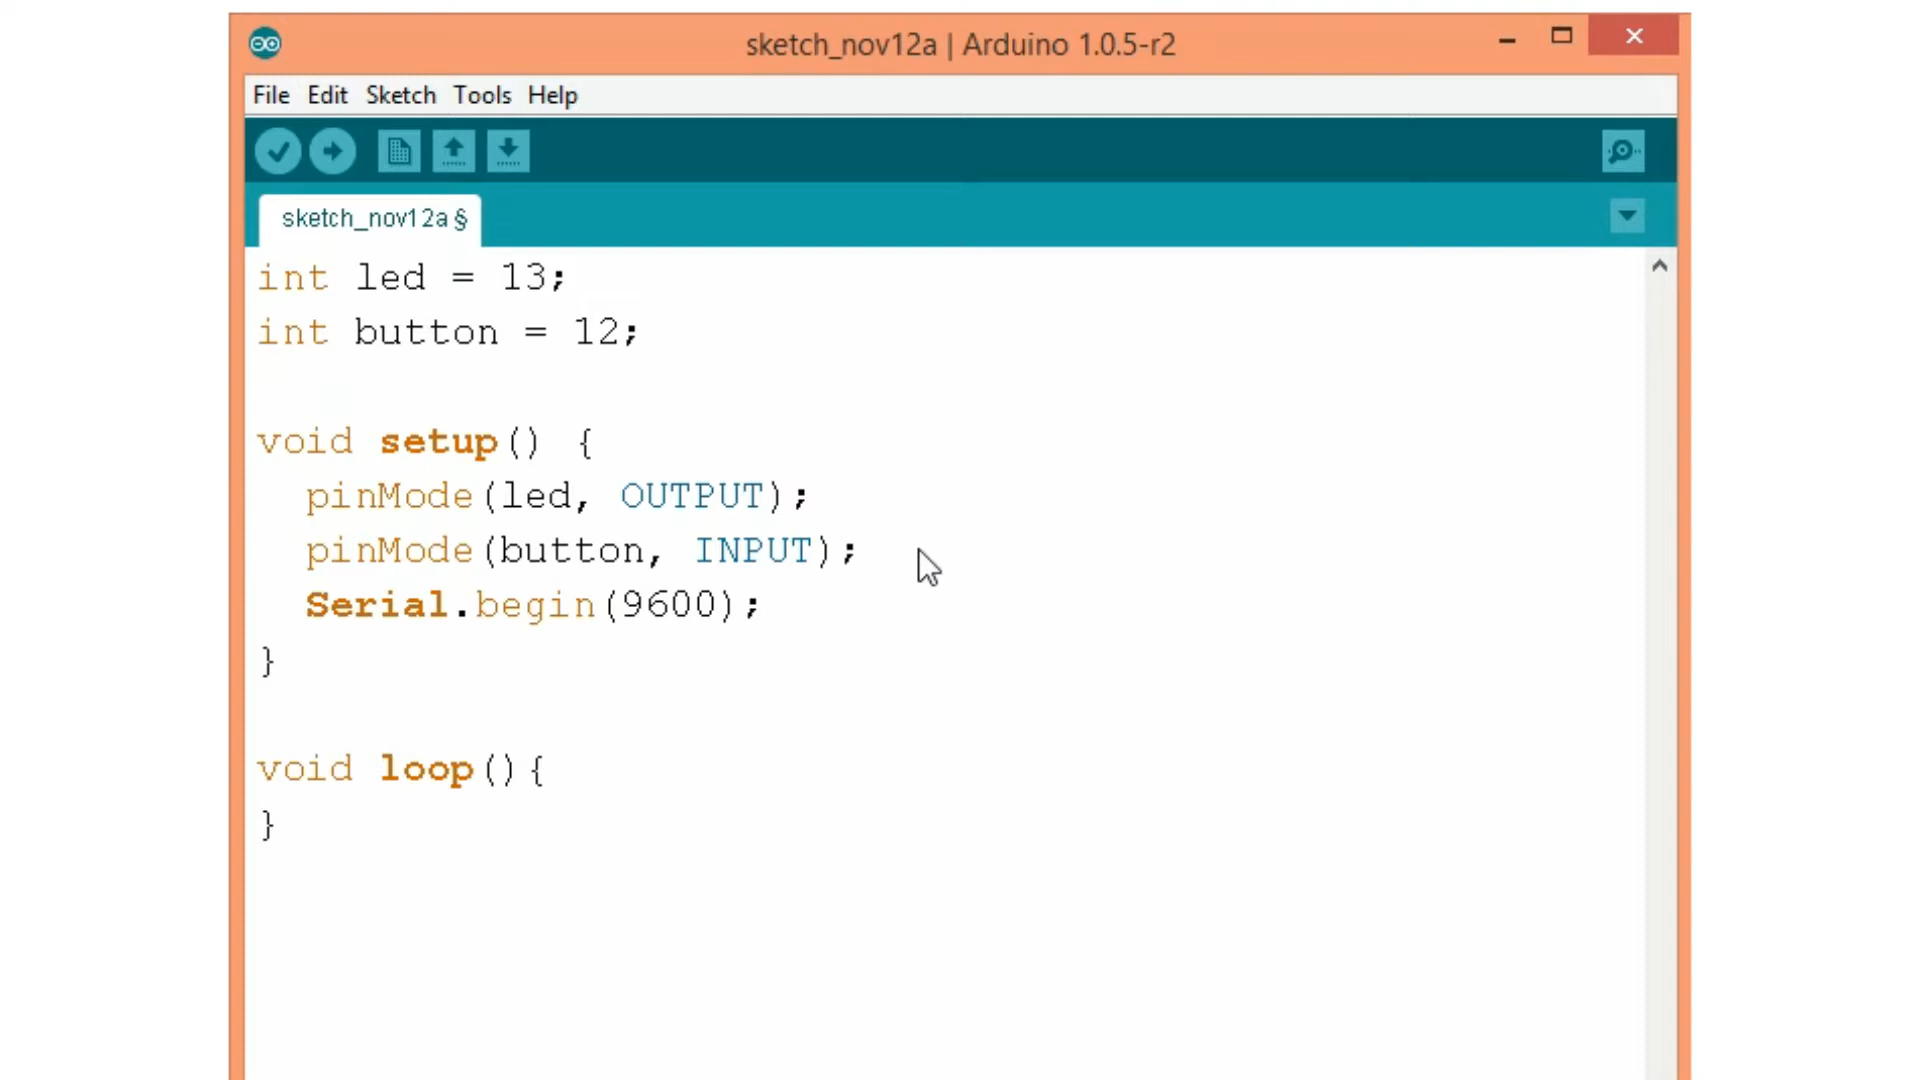 sketch_nov12a | Arduino 1.0.5-r2
File Edit Sketch Tools Help
sketch_nov12a §
int led = 13;
int button = 12;
void setup() {
  pinMode(led, OUTPUT);
  pinMode(button, INPUT);
  Serial.begin(9600);
}
void loop(){
}